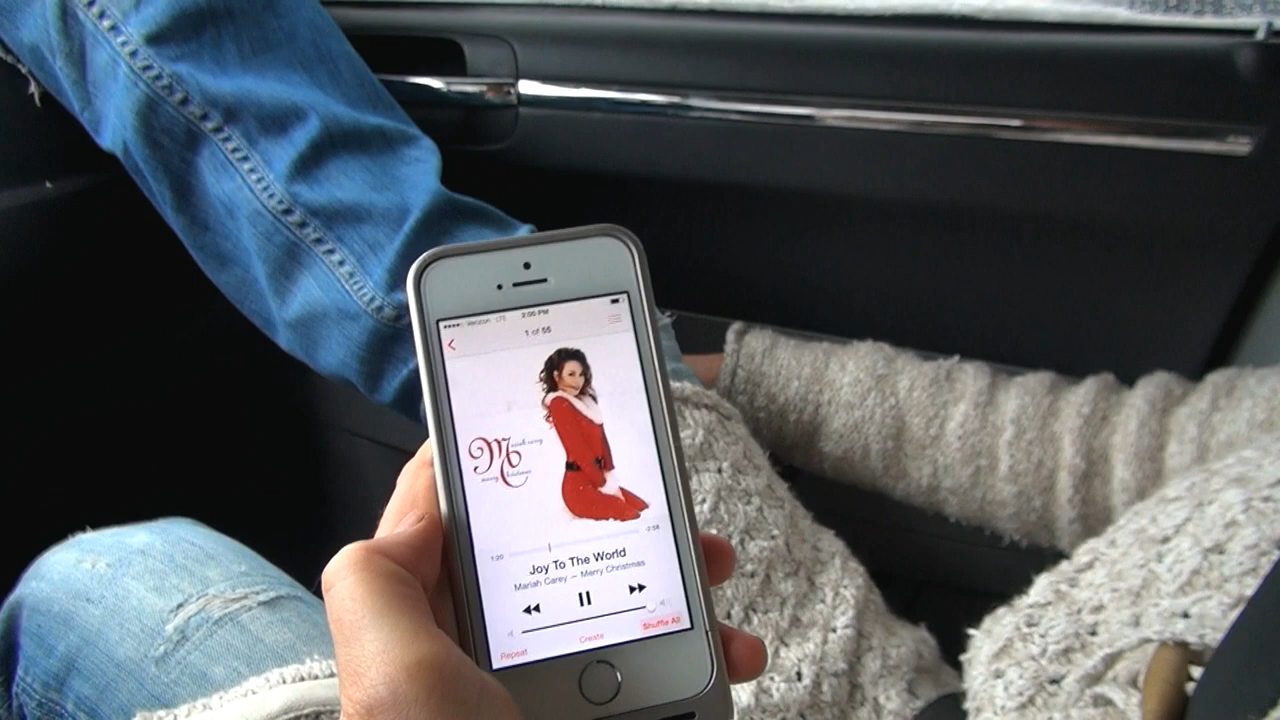 Verizon LTE 2:00 PM
1 of 55
Mariah Carey
Merry Christmas
1:20 -2:58
Joy To The World
Mariah Carey — Merry Christmas
Repeat Create Shuffle All